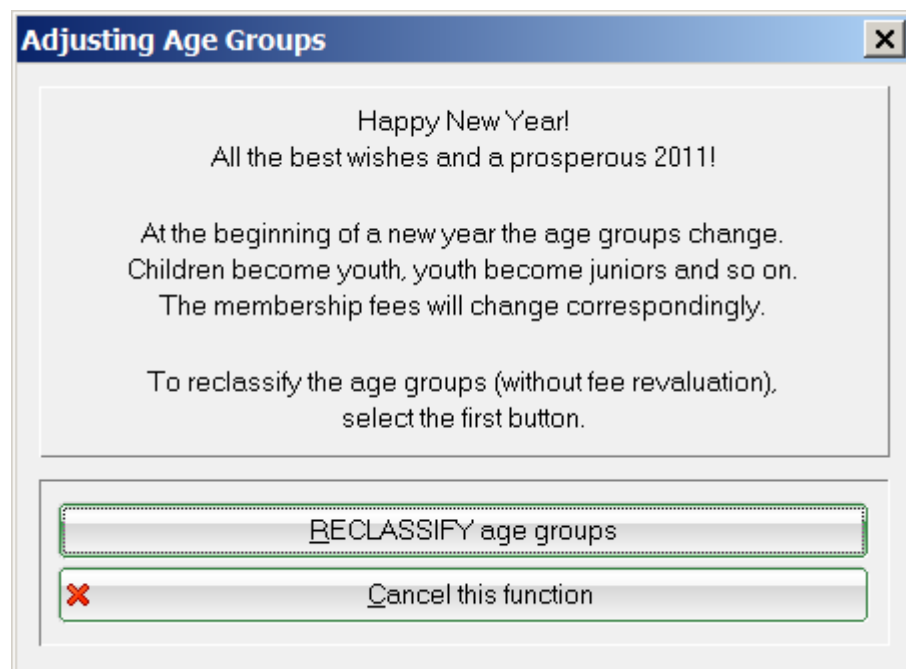 Adjusting Age Groups
Happy New Year!
All the best wishes and a prosperous 2011!
At the beginning of a new year the age groups change.
Children become youth, youth become juniors and so on.
The membership fees will change correspondingly.
To reclassify the age groups (without fee revaluation),
select the first button.
RECLASSIFY age groups
Cancel this function